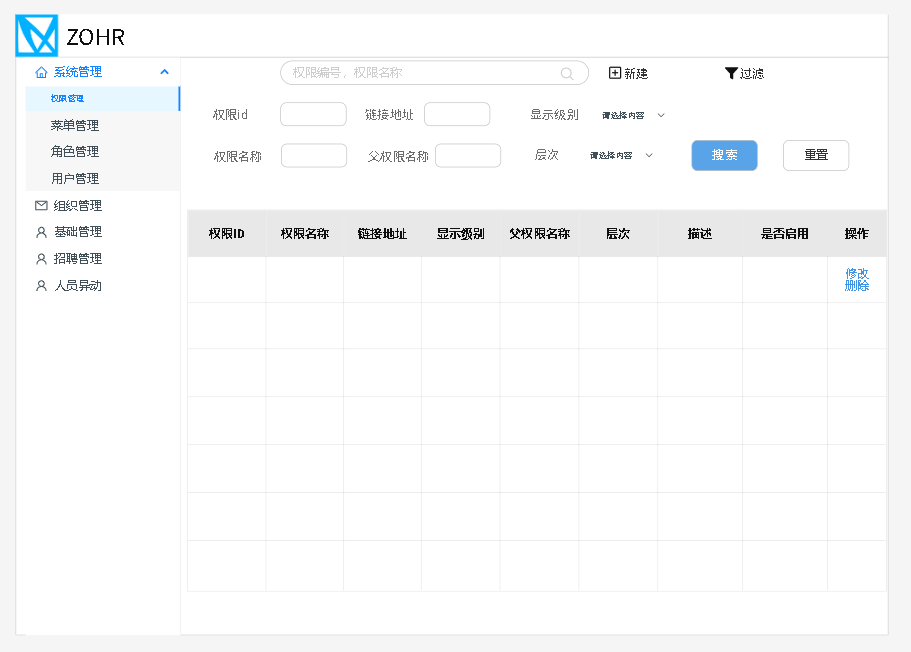 ZOHR
系统管理
权限管理
菜单管理
角色管理
用户管理
组织管理
基础管理
招聘管理
人员异动
权限编号，权限名称
新建
过滤
权限id
链接地址
显示级别
请选择内容
权限名称
父权限名称
层次
请选择内容
搜索
重置
权限ID 权限名称 链接地址 显示级别 父权限名称 层次 描述 是否启用 操作
修改
删除